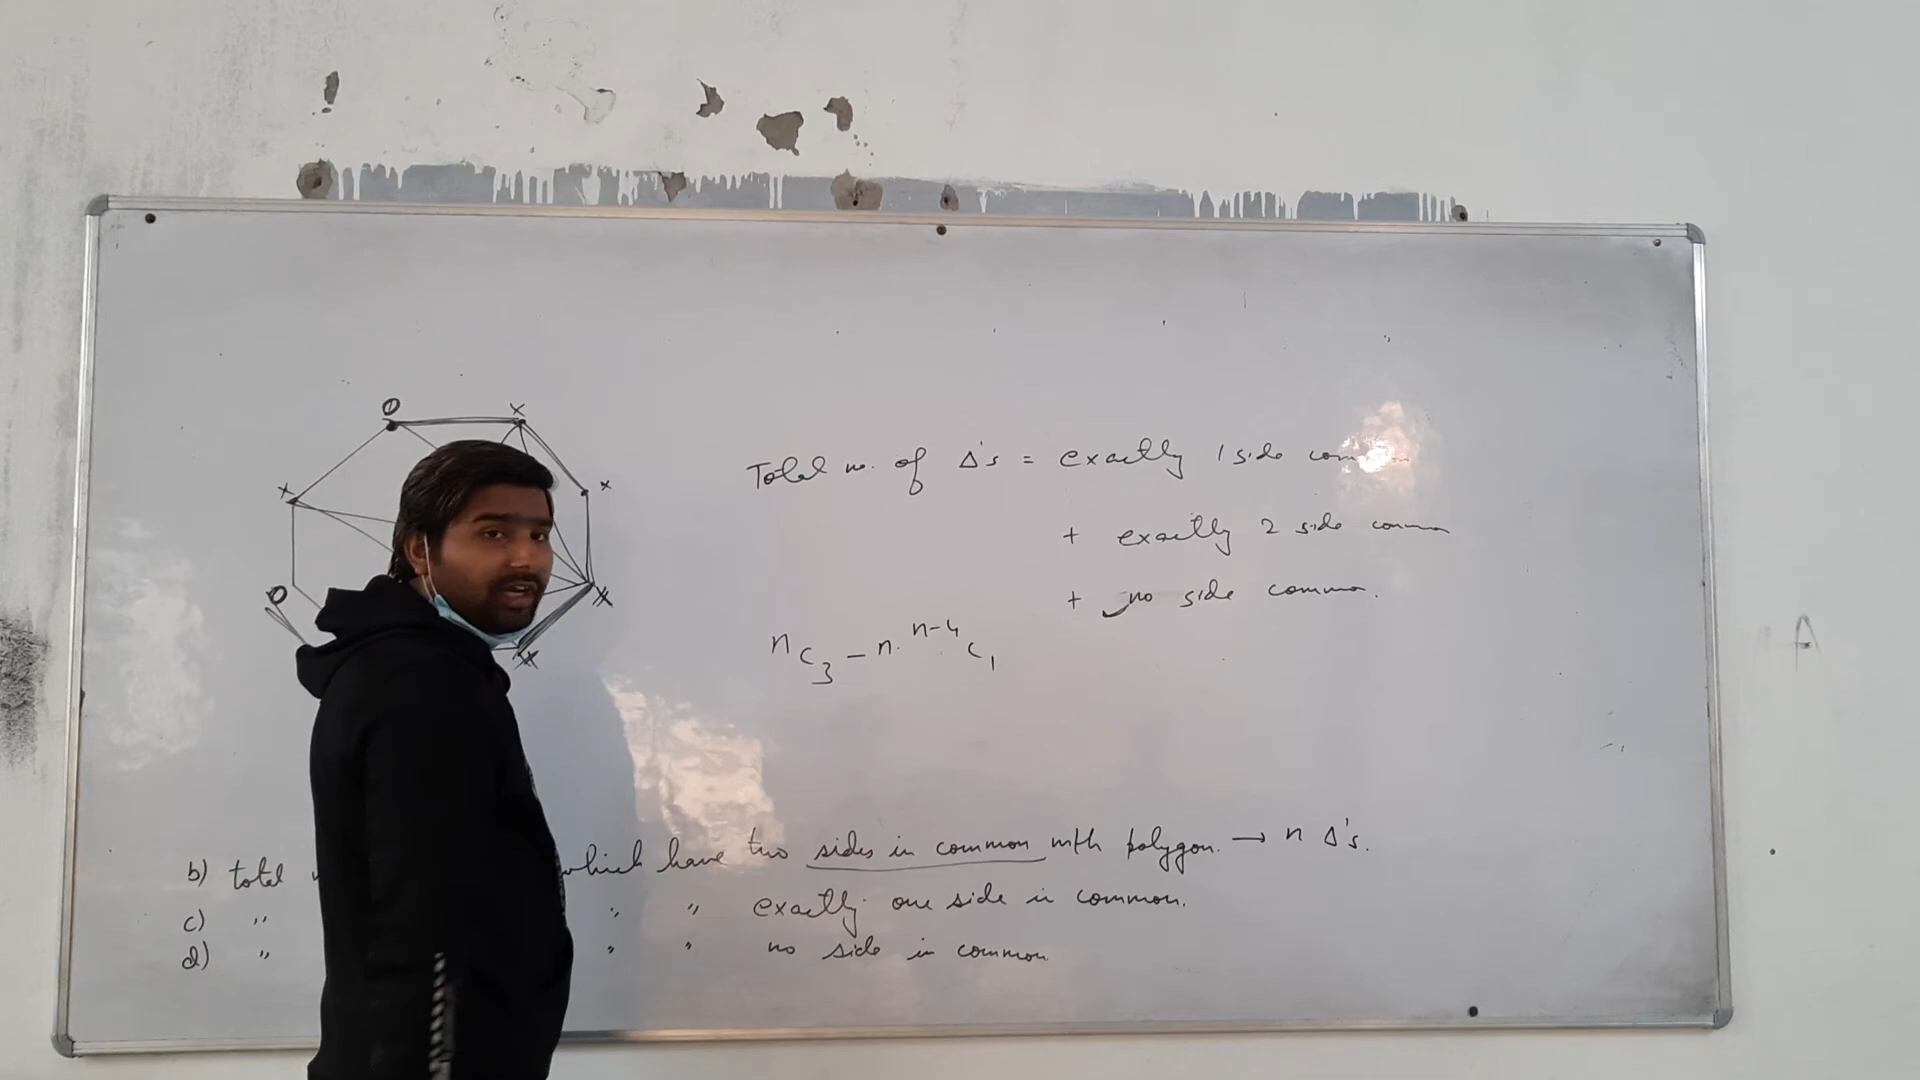 Total no. of Δ's = exactly 1 side common
+ exactly 2 side common
+ no side common.
ⁿC₃ - n. ⁿ⁻⁴C₁
b) total which have two sides in common with polygon. → n Δ's.
c) " " " exactly one side in common.
d) " " " no side in common
A